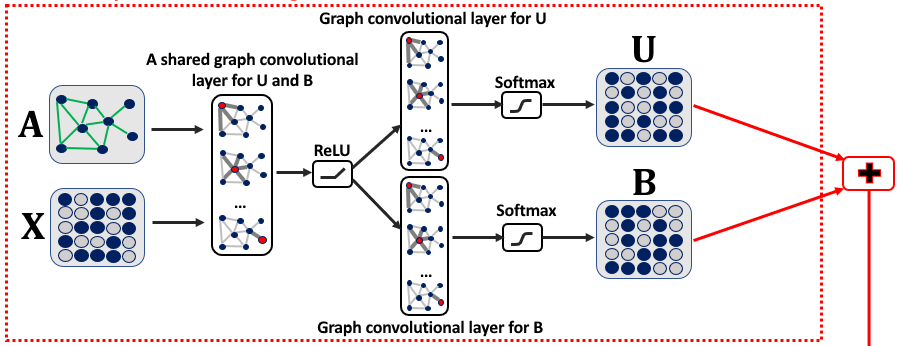 Graph convolutional layer for U
A shared graph convolutional
layer for U and B
A
X
...
ReLU
...
Softmax
U
...
Softmax
B
Graph convolutional layer for B